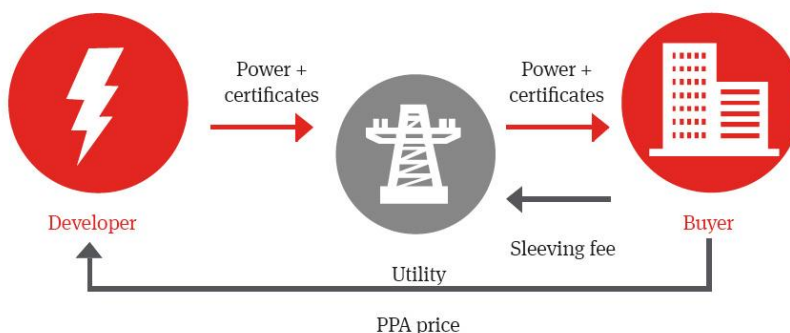 Power +
certificates
Power +
certificates
Developer
Buyer
Sleeving fee
Utility
PPA price